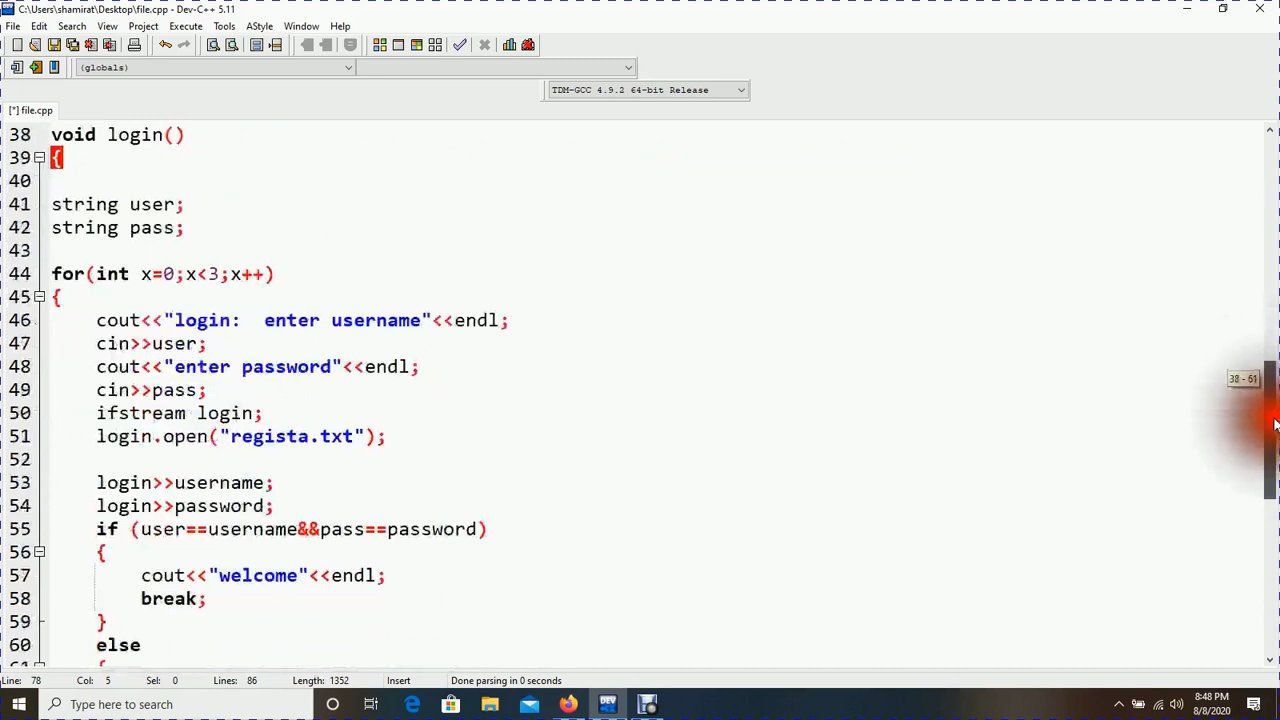 C:\Users\shamirat\Desktop\file.cpp - Dev-C++ 5.11
File Edit Search View Project Execute Tools AStyle Window Help
(globals)
TDM-GCC 4.9.2 64-bit Release
[*] file.cpp
38 void login()
39 {
40
41 string user;
42 string pass;
43
44 for(int x=0;x<3;x++)
45 {
46 cout<<"login:  enter username"<<endl;
47 cin>>user;
48 cout<<"enter password"<<endl;
49 cin>>pass;
50 ifstream login;
51 login.open("regista.txt");
52
53 login>>username;
54 login>>password;
55 if (user==username&&pass==password)
56 {
57 cout<<"welcome"<<endl;
58 break;
59 }
60 else
61 {
38 - 61
Line: 78 Col: 5 Sel: 0 Lines: 86 Length: 1352 Insert Done parsing in 0 seconds
Type here to search
8:48 PM
8/8/2020